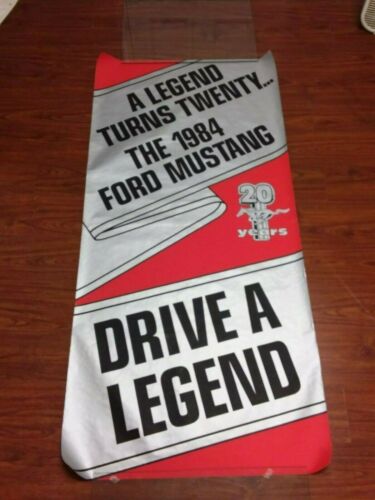 A LEGEND
TURNS TWENTY...
THE 1984
FORD MUSTANG
20
years
DRIVE A
LEGEND